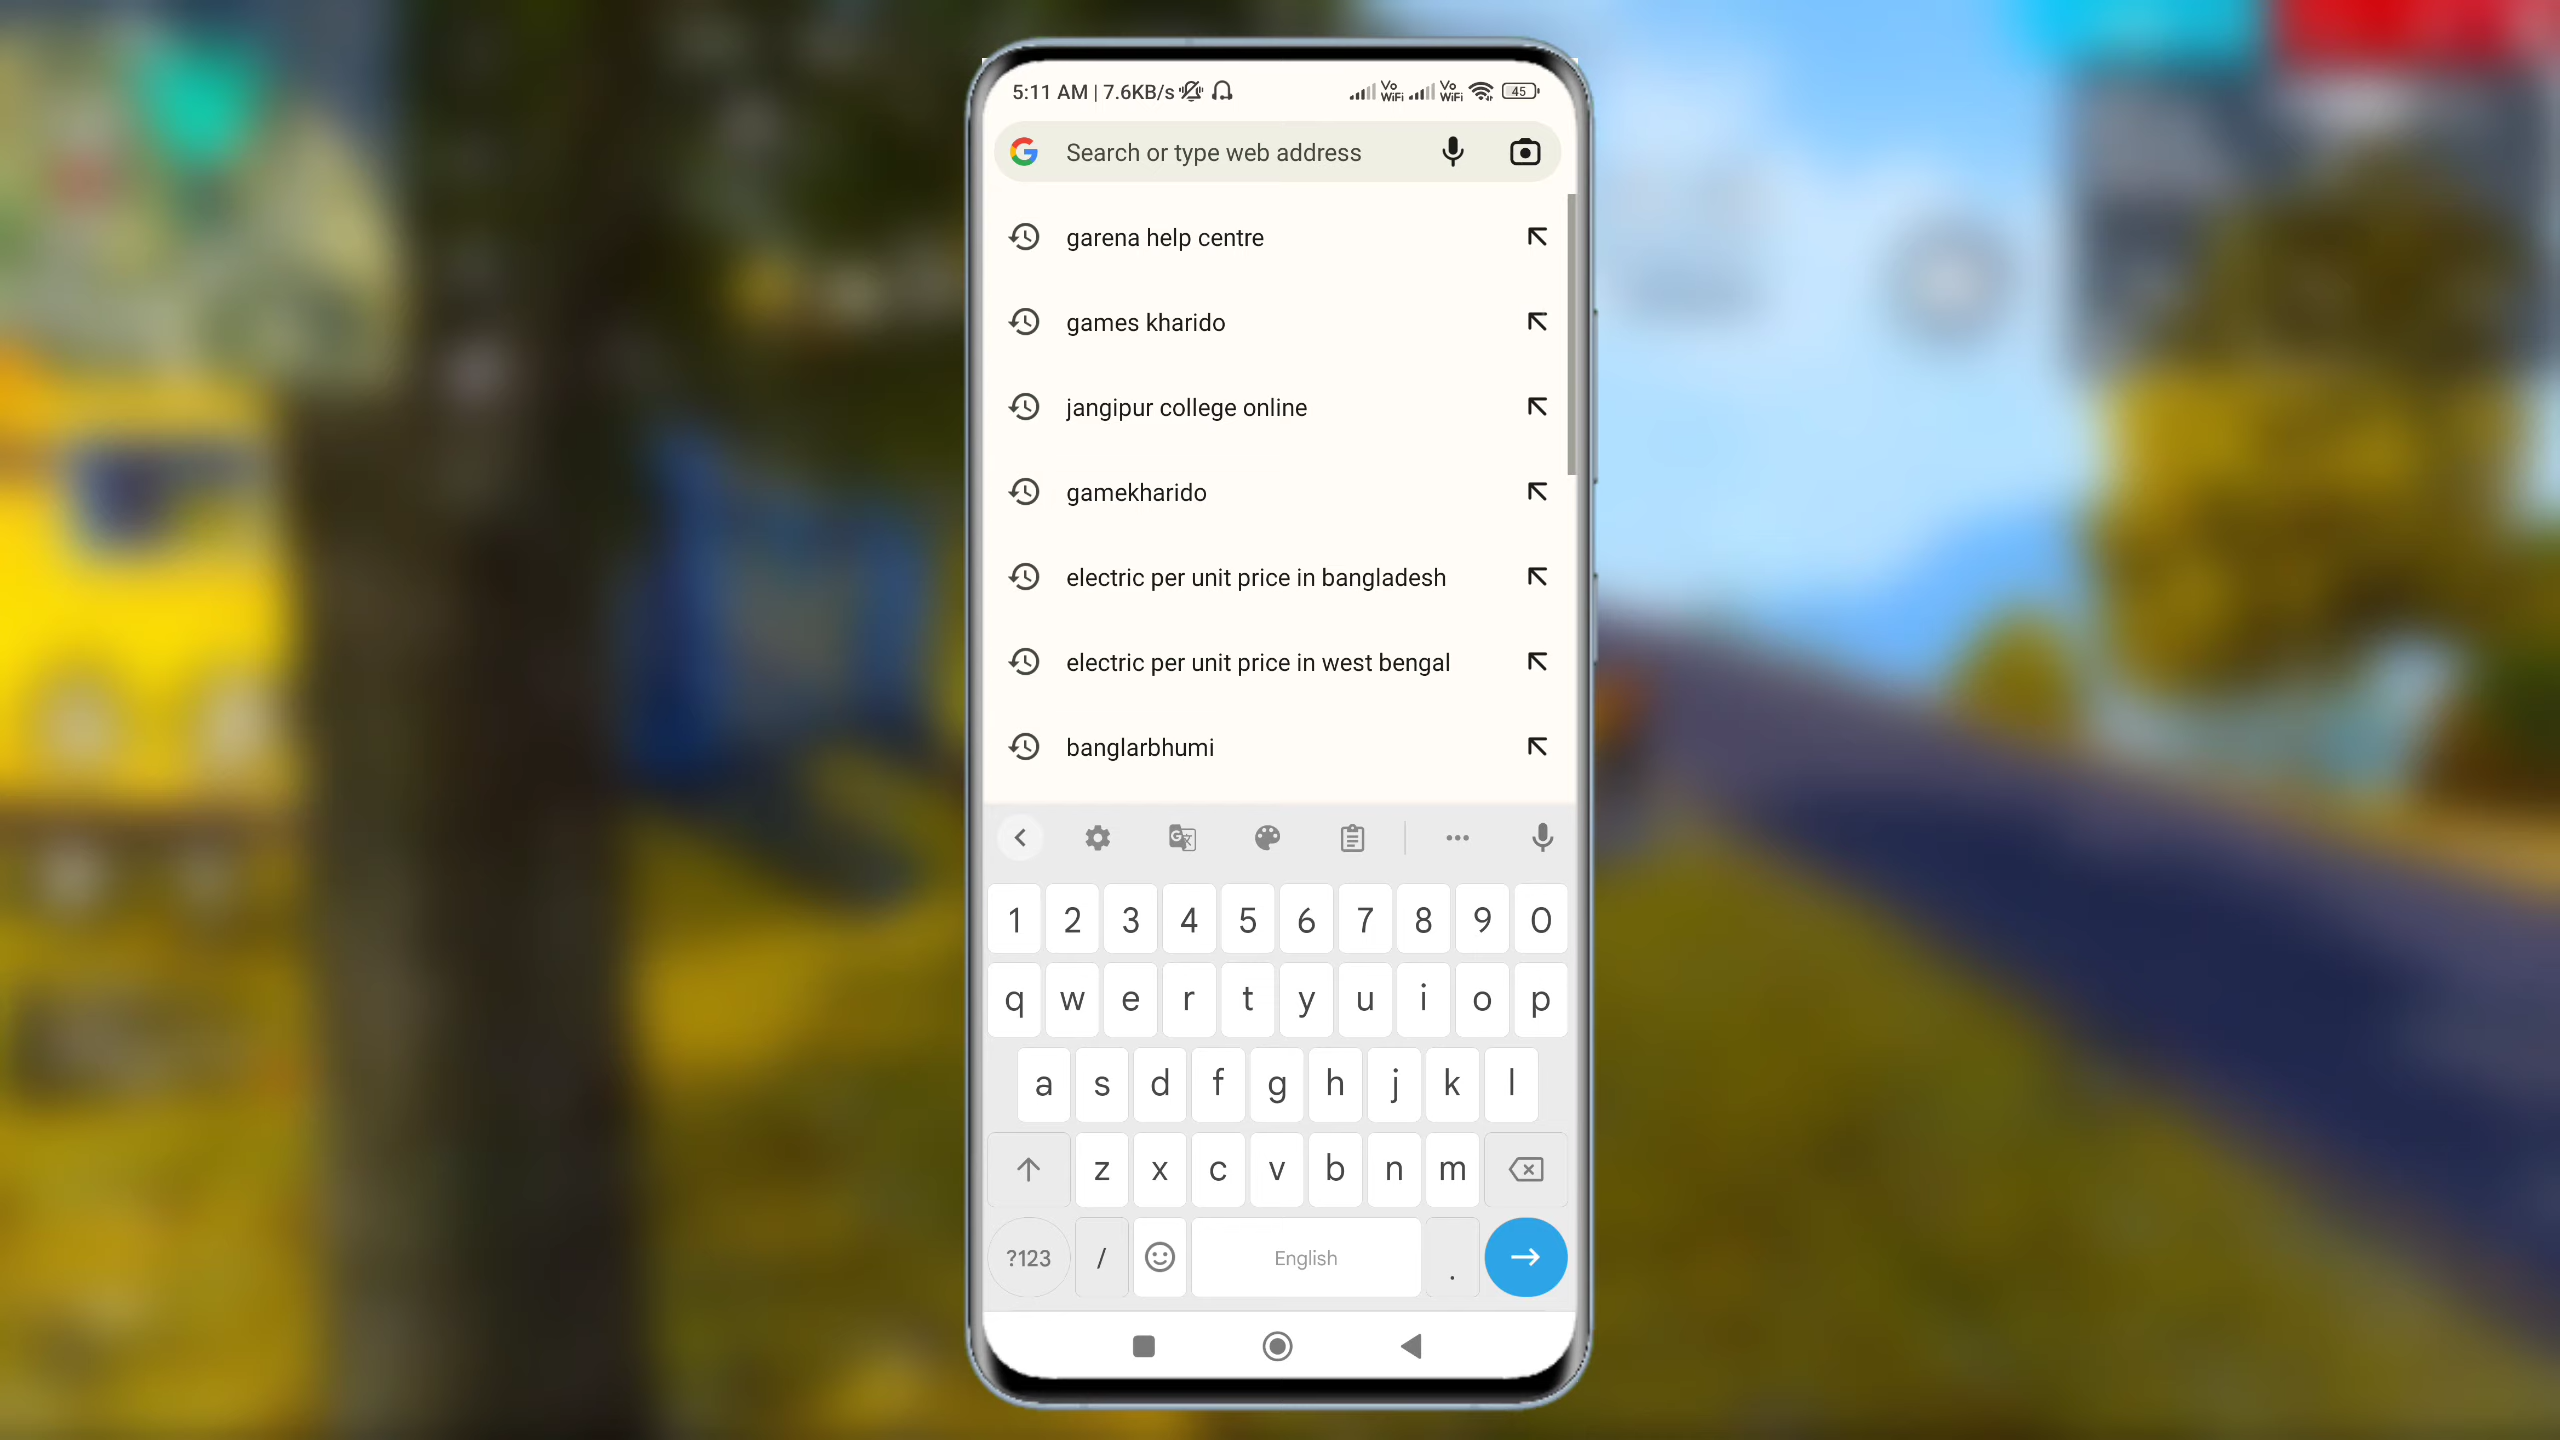 5:11 AM | 7.6KB/s Vo WiFi Vo WiFi 45
Search or type web address
garena help centre
games kharido
jangipur college online
gamekharido
electric per unit price in bangladesh
electric per unit price in west bengal
banglarbhumi
1 2 3 4 5 6 7 8 9 0
q w e r t y u i o p
a s d f g h j k l
z x c v b n m
?123 / English .